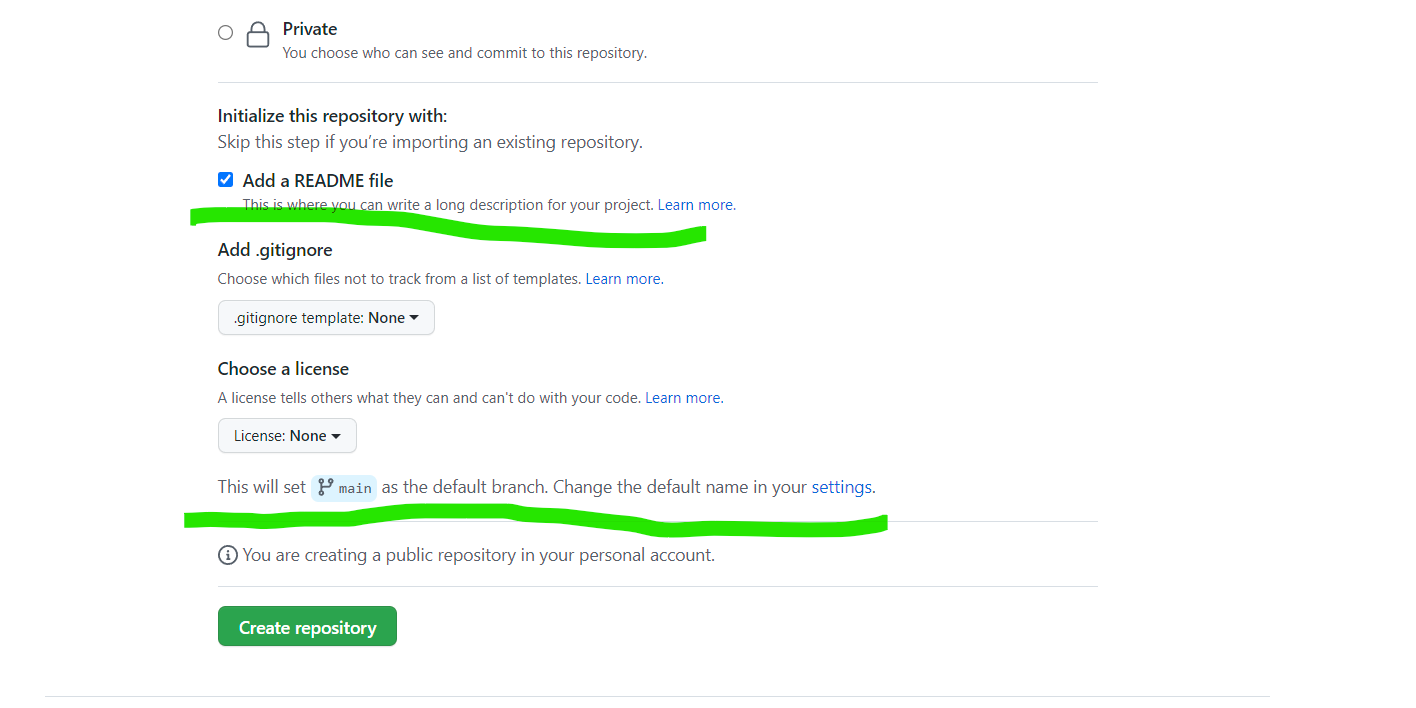 Private
You choose who can see and commit to this repository.
Initialize this repository with:
Skip this step if you’re importing an existing repository.
Add a README file
This is where you can write a long description for your project. Learn more.
Add .gitignore
Choose which files not to track from a list of templates. Learn more.
.gitignore template: None
Choose a license
A license tells others what they can and can't do with your code. Learn more.
License: None
This will set main as the default branch. Change the default name in your settings.
You are creating a public repository in your personal account.
Create repository